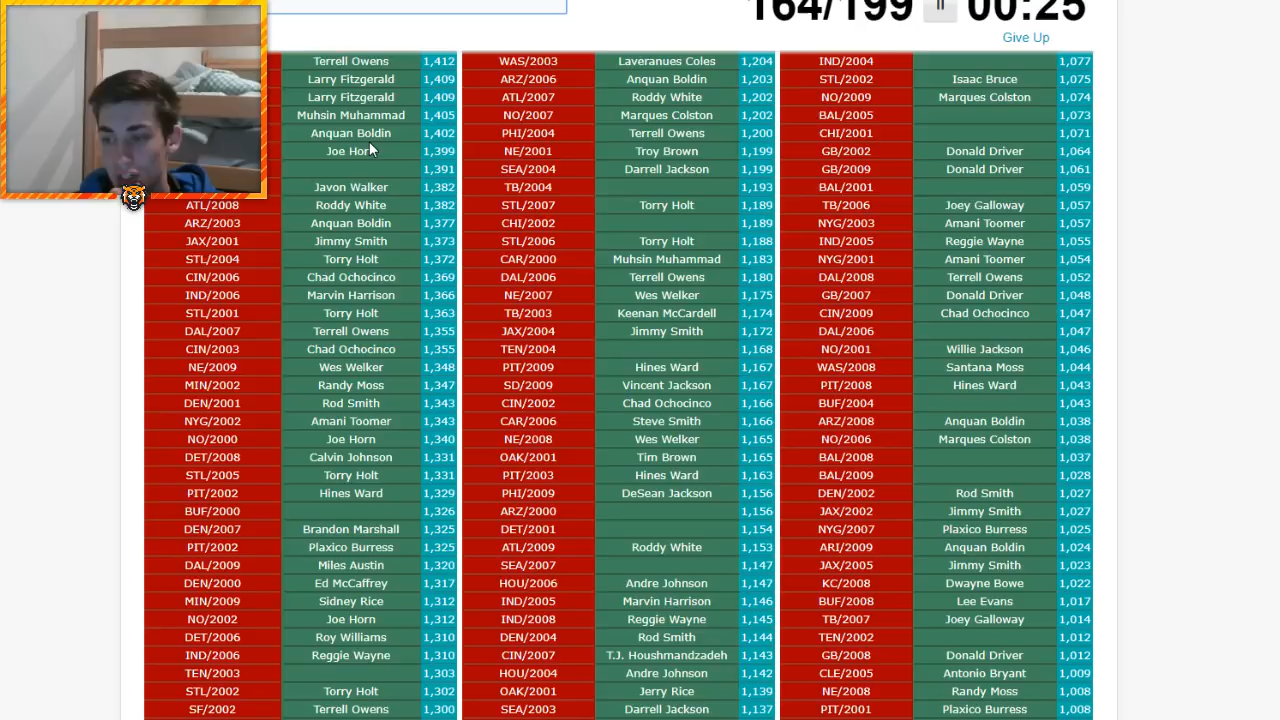 164/199 00:25
Give Up
Terrell Owens 1,412 WAS/2003 Laveranues Coles 1,204 IND/2004 1,077
Larry Fitzgerald 1,409 ARZ/2006 Anquan Boldin 1,203 STL/2002 Isaac Bruce 1,075
Larry Fitzgerald 1,409 ATL/2007 Roddy White 1,202 NO/2009 Marques Colston 1,074
Muhsin Muhammad 1,405 NO/2007 Marques Colston 1,202 BAL/2005 1,073
Anquan Boldin 1,402 PHI/2004 Terrell Owens 1,200 CHI/2001 1,071
Joe Horn 1,399 NE/2001 Troy Brown 1,199 GB/2002 Donald Driver 1,064
1,391 SEA/2004 Darrell Jackson 1,199 GB/2009 Donald Driver 1,061
Javon Walker 1,382 TB/2004 1,193 BAL/2001 1,059
ATL/2008 Roddy White 1,382 STL/2007 Torry Holt 1,189 TB/2006 Joey Galloway 1,057
ARZ/2003 Anquan Boldin 1,377 CHI/2002 1,189 NYG/2003 Amani Toomer 1,057
JAX/2001 Jimmy Smith 1,373 STL/2006 Torry Holt 1,188 IND/2005 Reggie Wayne 1,055
STL/2004 Torry Holt 1,372 CAR/2000 Muhsin Muhammad 1,183 NYG/2001 Amani Toomer 1,054
CIN/2006 Chad Ochocinco 1,369 DAL/2006 Terrell Owens 1,180 DAL/2008 Terrell Owens 1,052
IND/2006 Marvin Harrison 1,366 NE/2007 Wes Welker 1,175 GB/2007 Donald Driver 1,048
STL/2001 Torry Holt 1,363 TB/2003 Keenan McCardell 1,174 CIN/2009 Chad Ochocinco 1,047
DAL/2007 Terrell Owens 1,355 JAX/2004 Jimmy Smith 1,172 DAL/2006 1,047
CIN/2003 Chad Ochocinco 1,355 TEN/2004 1,168 NO/2001 Willie Jackson 1,046
NE/2009 Wes Welker 1,348 PIT/2009 Hines Ward 1,167 WAS/2008 Santana Moss 1,044
MIN/2002 Randy Moss 1,347 SD/2009 Vincent Jackson 1,167 PIT/2008 Hines Ward 1,043
DEN/2001 Rod Smith 1,343 CIN/2002 Chad Ochocinco 1,166 BUF/2004 1,043
NYG/2002 Amani Toomer 1,343 CAR/2006 Steve Smith 1,166 ARZ/2008 Anquan Boldin 1,038
NO/2000 Joe Horn 1,340 NE/2008 Wes Welker 1,165 NO/2006 Marques Colston 1,038
DET/2008 Calvin Johnson 1,331 OAK/2001 Tim Brown 1,165 BAL/2008 1,037
STL/2005 Torry Holt 1,331 PIT/2003 Hines Ward 1,163 BAL/2009 1,028
PIT/2002 Hines Ward 1,329 PHI/2009 DeSean Jackson 1,156 DEN/2002 Rod Smith 1,027
BUF/2000 1,326 ARZ/2000 1,156 JAX/2002 Jimmy Smith 1,027
DEN/2007 Brandon Marshall 1,325 DET/2001 1,154 NYG/2007 Plaxico Burress 1,025
PIT/2002 Plaxico Burress 1,325 ATL/2009 Roddy White 1,153 ARI/2009 Anquan Boldin 1,024
DAL/2009 Miles Austin 1,320 SEA/2007 1,147 JAX/2005 Jimmy Smith 1,023
DEN/2000 Ed McCaffrey 1,317 HOU/2006 Andre Johnson 1,147 KC/2008 Dwayne Bowe 1,022
MIN/2009 Sidney Rice 1,312 IND/2005 Marvin Harrison 1,146 BUF/2008 Lee Evans 1,017
NO/2002 Joe Horn 1,312 IND/2008 Reggie Wayne 1,145 TB/2007 Joey Galloway 1,014
DET/2006 Roy Williams 1,310 DEN/2004 Rod Smith 1,144 TEN/2002 1,012
IND/2006 Reggie Wayne 1,310 CIN/2007 T.J. Houshmandzadeh 1,143 GB/2008 Donald Driver 1,012
TEN/2003 1,303 HOU/2004 Andre Johnson 1,142 CLE/2005 Antonio Bryant 1,009
STL/2002 Torry Holt 1,302 OAK/2001 Jerry Rice 1,139 NE/2008 Randy Moss 1,008
SF/2002 Terrell Owens 1,300 SEA/2003 Darrell Jackson 1,137 PIT/2001 Plaxico Burress 1,008